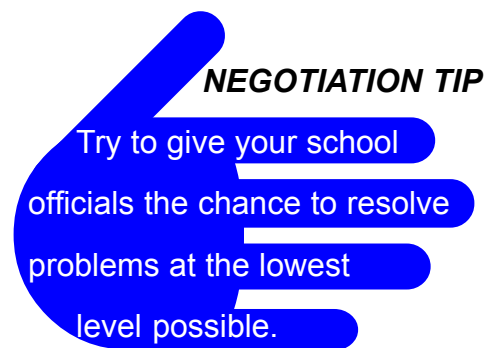 NEGOTIATION TIP
Try to give your school
officials the chance to resolve
problems at the lowest
level possible.